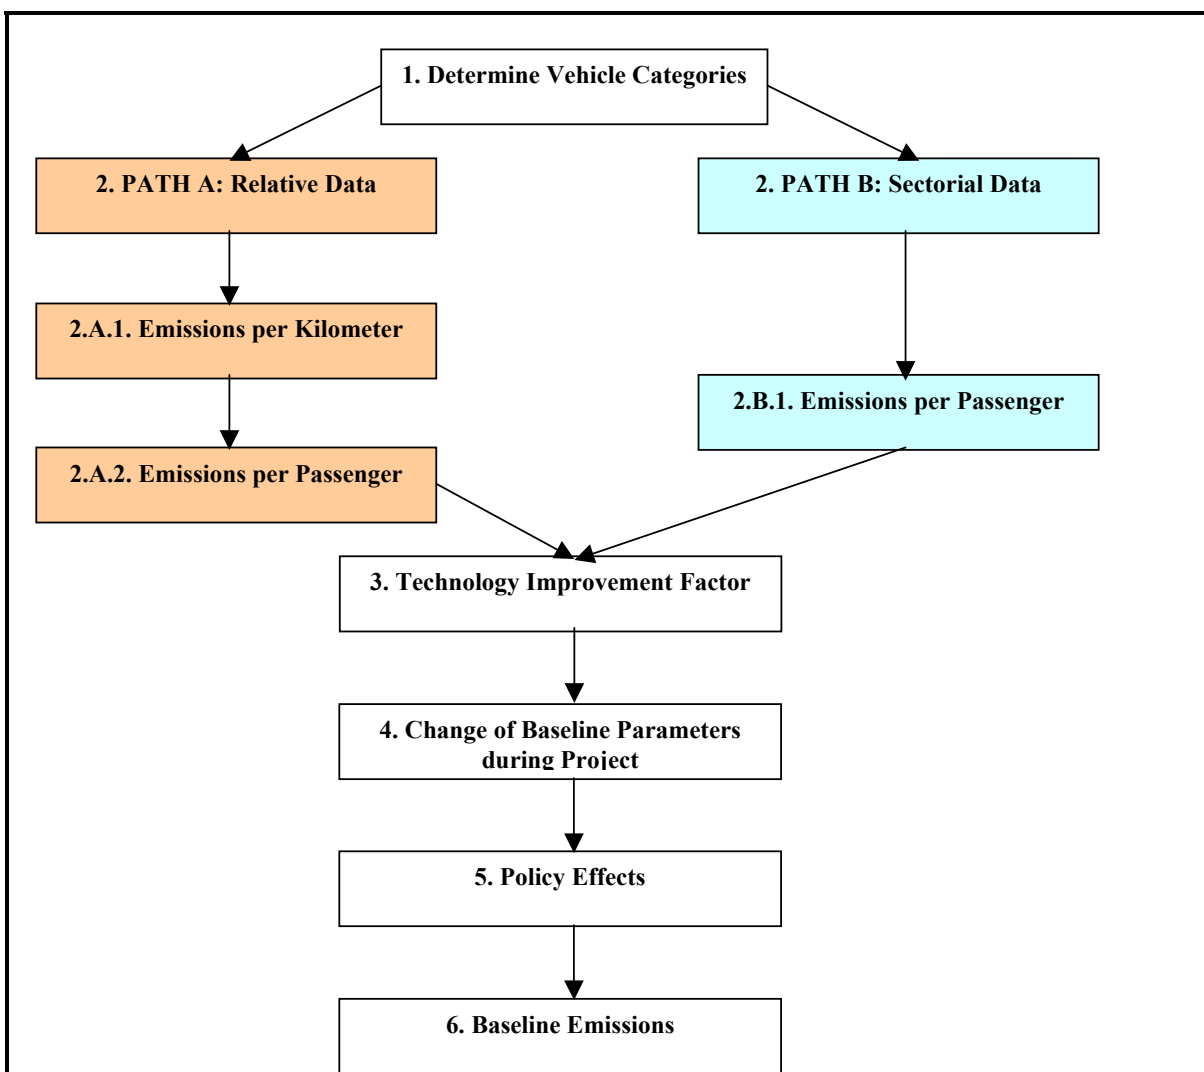 1. Determine Vehicle Categories
2. PATH A: Relative Data
2. PATH B: Sectorial Data
2.A.1. Emissions per Kilometer
2.B.1. Emissions per Passenger
2.A.2. Emissions per Passenger
3. Technology Improvement Factor
4. Change of Baseline Parameters
during Project
5. Policy Effects
6. Baseline Emissions